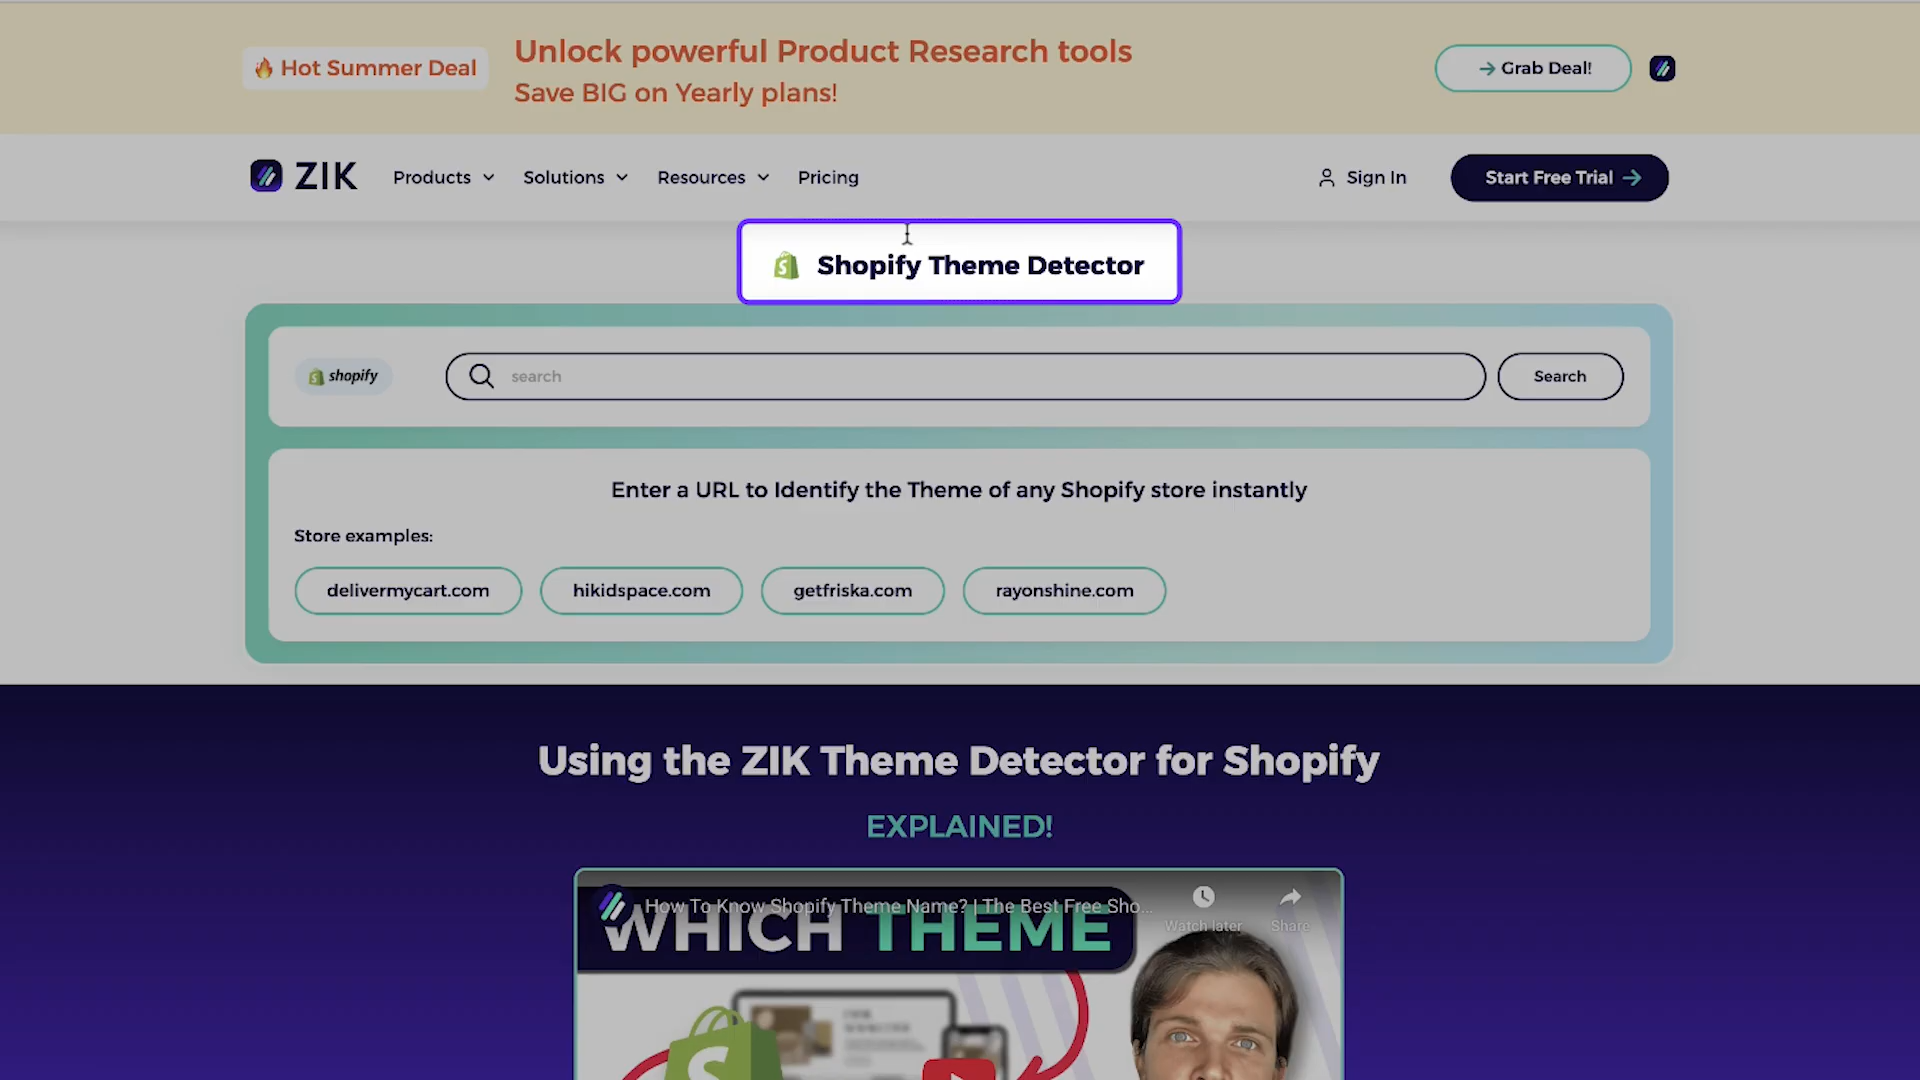 Hot Summer Deal
Unlock powerful Product Research tools
Save BIG on Yearly plans!
Grab Deal!
ZIK
Products
Solutions
Resources
Pricing
Sign In
Start Free Trial
Shopify Theme Detector
shopify
search
Search
Enter a URL to Identify the Theme of any Shopify store instantly
Store examples:
delivermycart.com
hikidspace.com
getfriska.com
rayonshine.com
Using the ZIK Theme Detector for Shopify
EXPLAINED!
How To Know Shopify Theme Name? | The Best Free Sho...
Watch later
Share
WHICH THEME